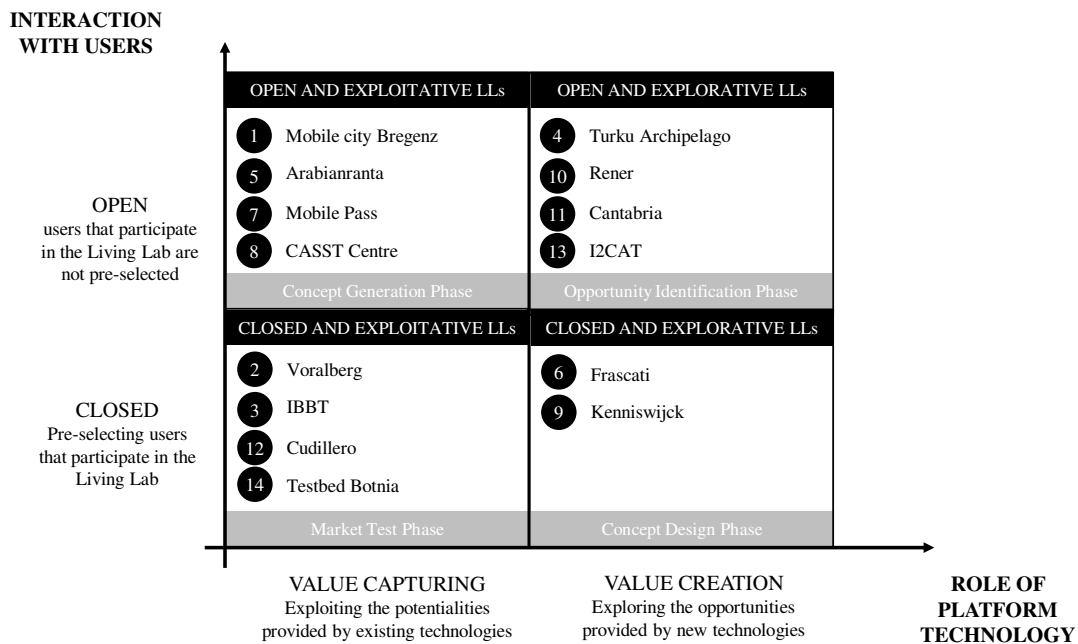 INTERACTION
WITH USERS
OPEN AND EXPLOITATIVE LLs
OPEN AND EXPLORATIVE LLs
1 Mobile city Bregenz
5 Arabianranta
7 Mobile Pass
8 CASST Centre
Concept Generation Phase
4 Turku Archipelago
10 Rener
11 Cantabria
13 I2CAT
Opportunity Identification Phase
OPEN
users that participate
in the Living Lab are
not pre-selected
CLOSED AND EXPLOITATIVE LLs
CLOSED AND EXPLORATIVE LLs
2 Voralberg
3 IBBT
12 Cudillero
14 Testbed Botnia
Market Test Phase
6 Frascati
9 Kenniswijck
Concept Design Phase
CLOSED
Pre-selecting users
that participate in the
Living Lab
VALUE CAPTURING
Exploiting the potentialities
provided by existing technologies
VALUE CREATION
Exploring the opportunities
provided by new technologies
ROLE OF
PLATFORM
TECHNOLOGY